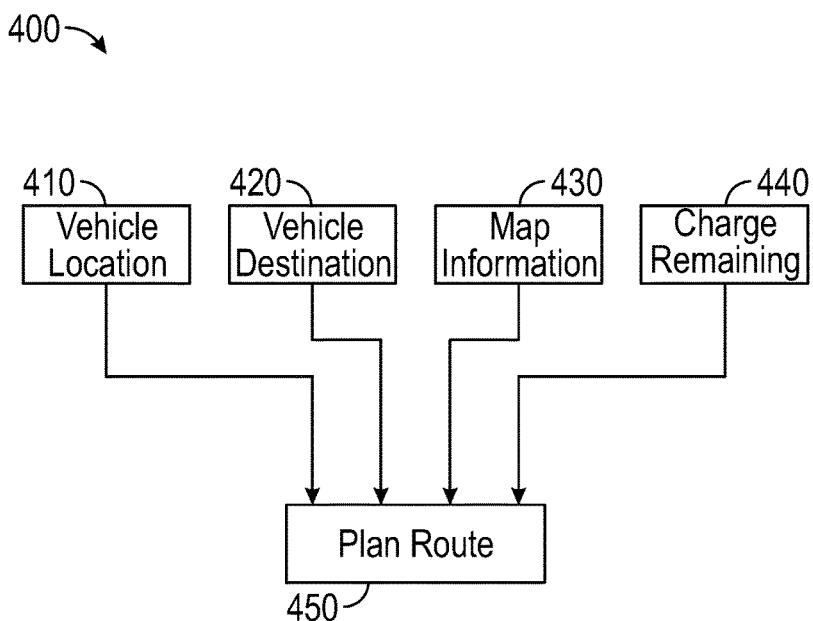 400
410
420
430
440
Vehicle
Location
Vehicle
Destination
Map
Information
Charge
Remaining
Plan Route
450